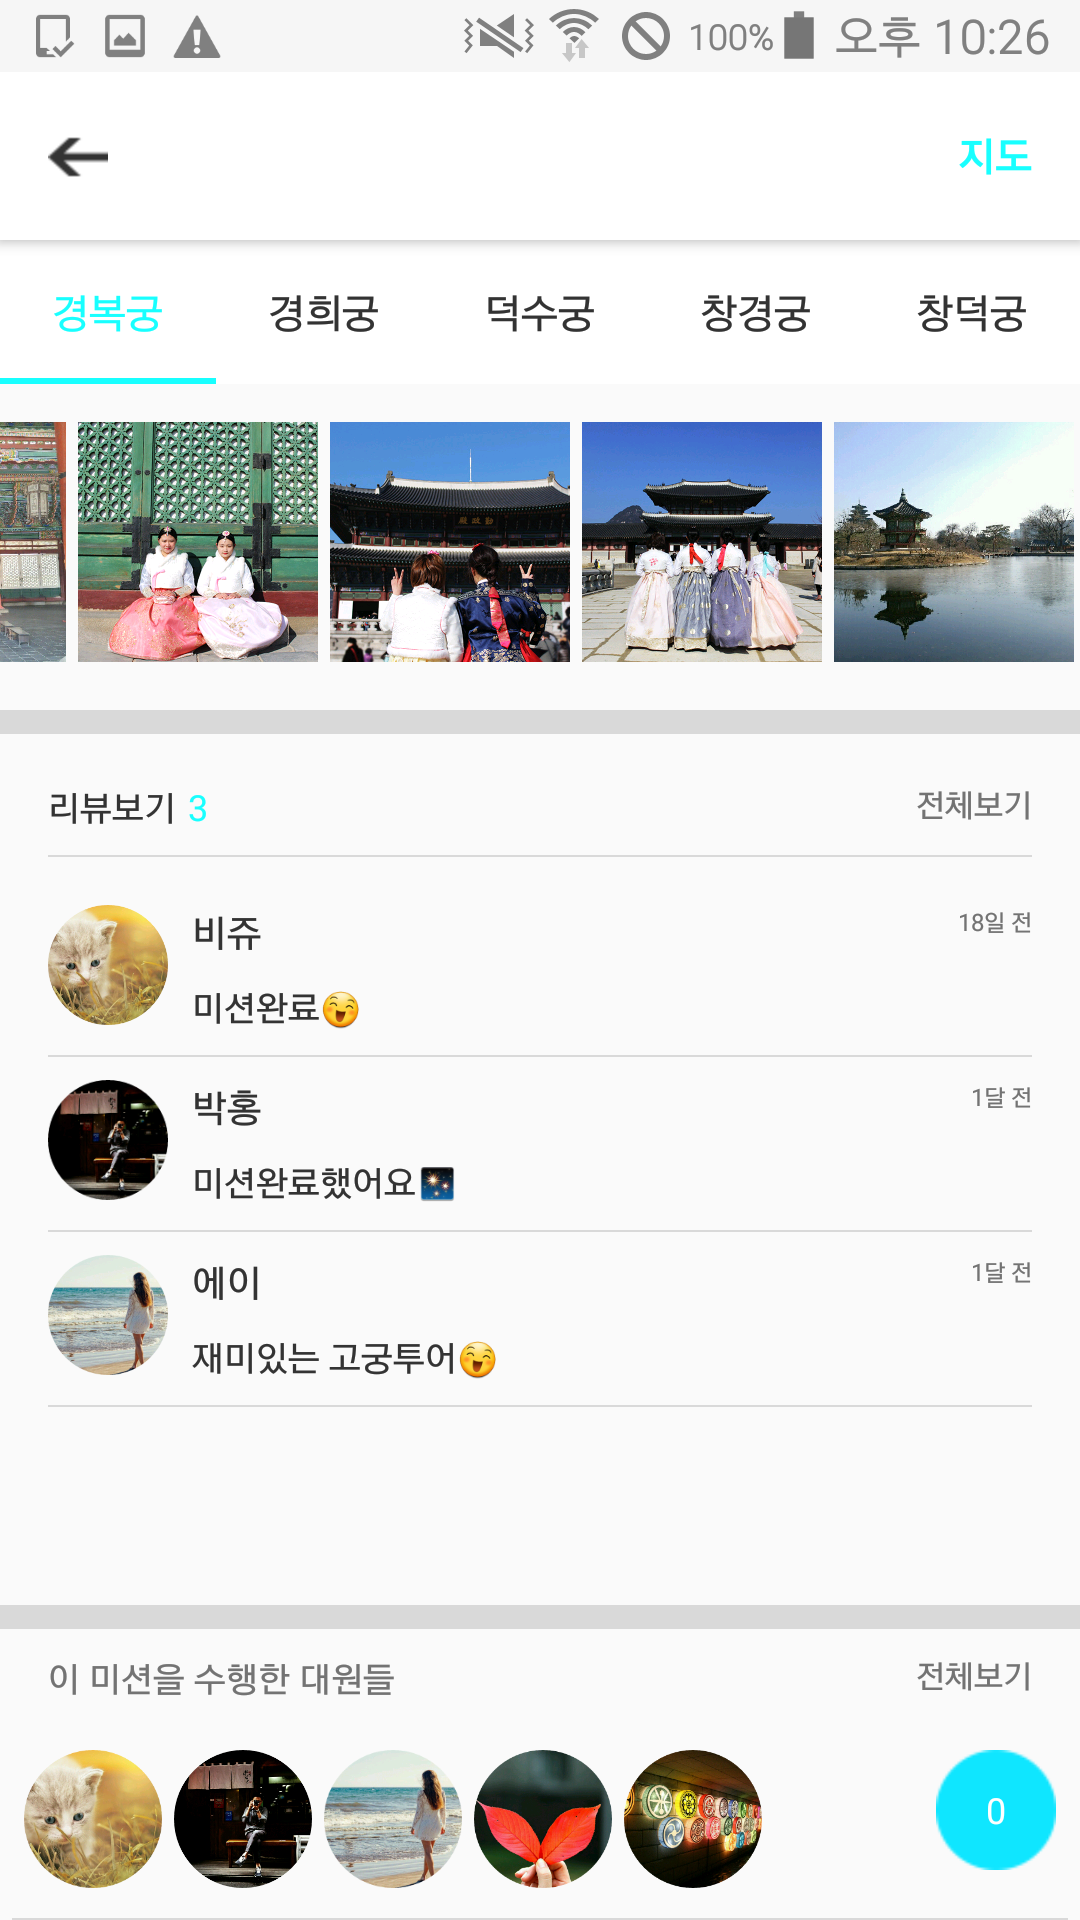 100% 오후 10:26
지도
경복궁 경희궁 덕수궁 창경궁 창덕궁
리뷰보기 3 전체보기
비쥬 18일 전
미션완료😄
박홍 1달 전
미션완료했어요🎆
에이 1달 전
재미있는 고궁투어😄
이 미션을 수행한 대원들 전체보기
0